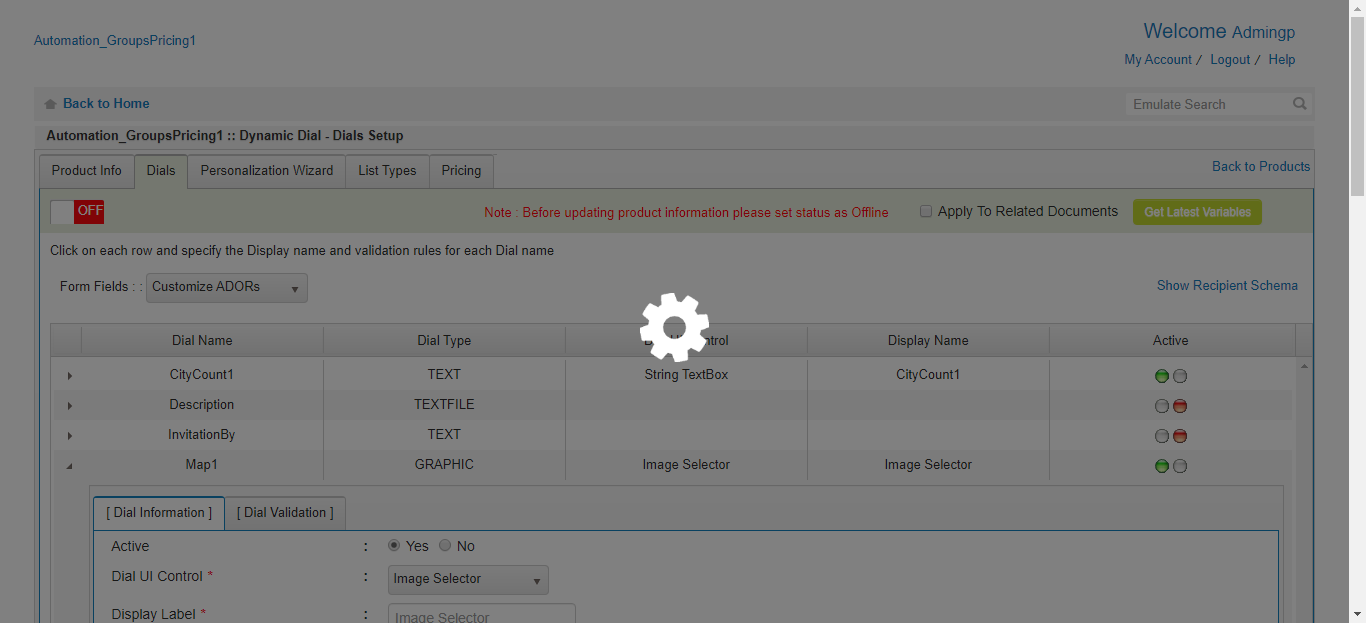 Automation_GroupsPricing1
Welcome Admingp
My Account / Logout / Help
Back to Home
Emulate Search
Automation_GroupsPricing1 :: Dynamic Dial - Dials Setup
Product Info Dials Personalization Wizard List Types Pricing
Back to Products
OFF
Note : Before updating product information please set status as Offline
Apply To Related Documents
Get Latest Variables
Click on each row and specify the Display name and validation rules for each Dial name
Form Fields : : Customize ADORs
Show Recipient Schema
Dial Name Dial Type Display Name Active
CityCount1 TEXT String TextBox CityCount1
Description TEXTFILE
InvitationBy TEXT
Map1 GRAPHIC Image Selector Image Selector
[ Dial Information ] [ Dial Validation ]
Active : Yes No
Dial UI Control * : Image Selector
Display Label * : Image Selector